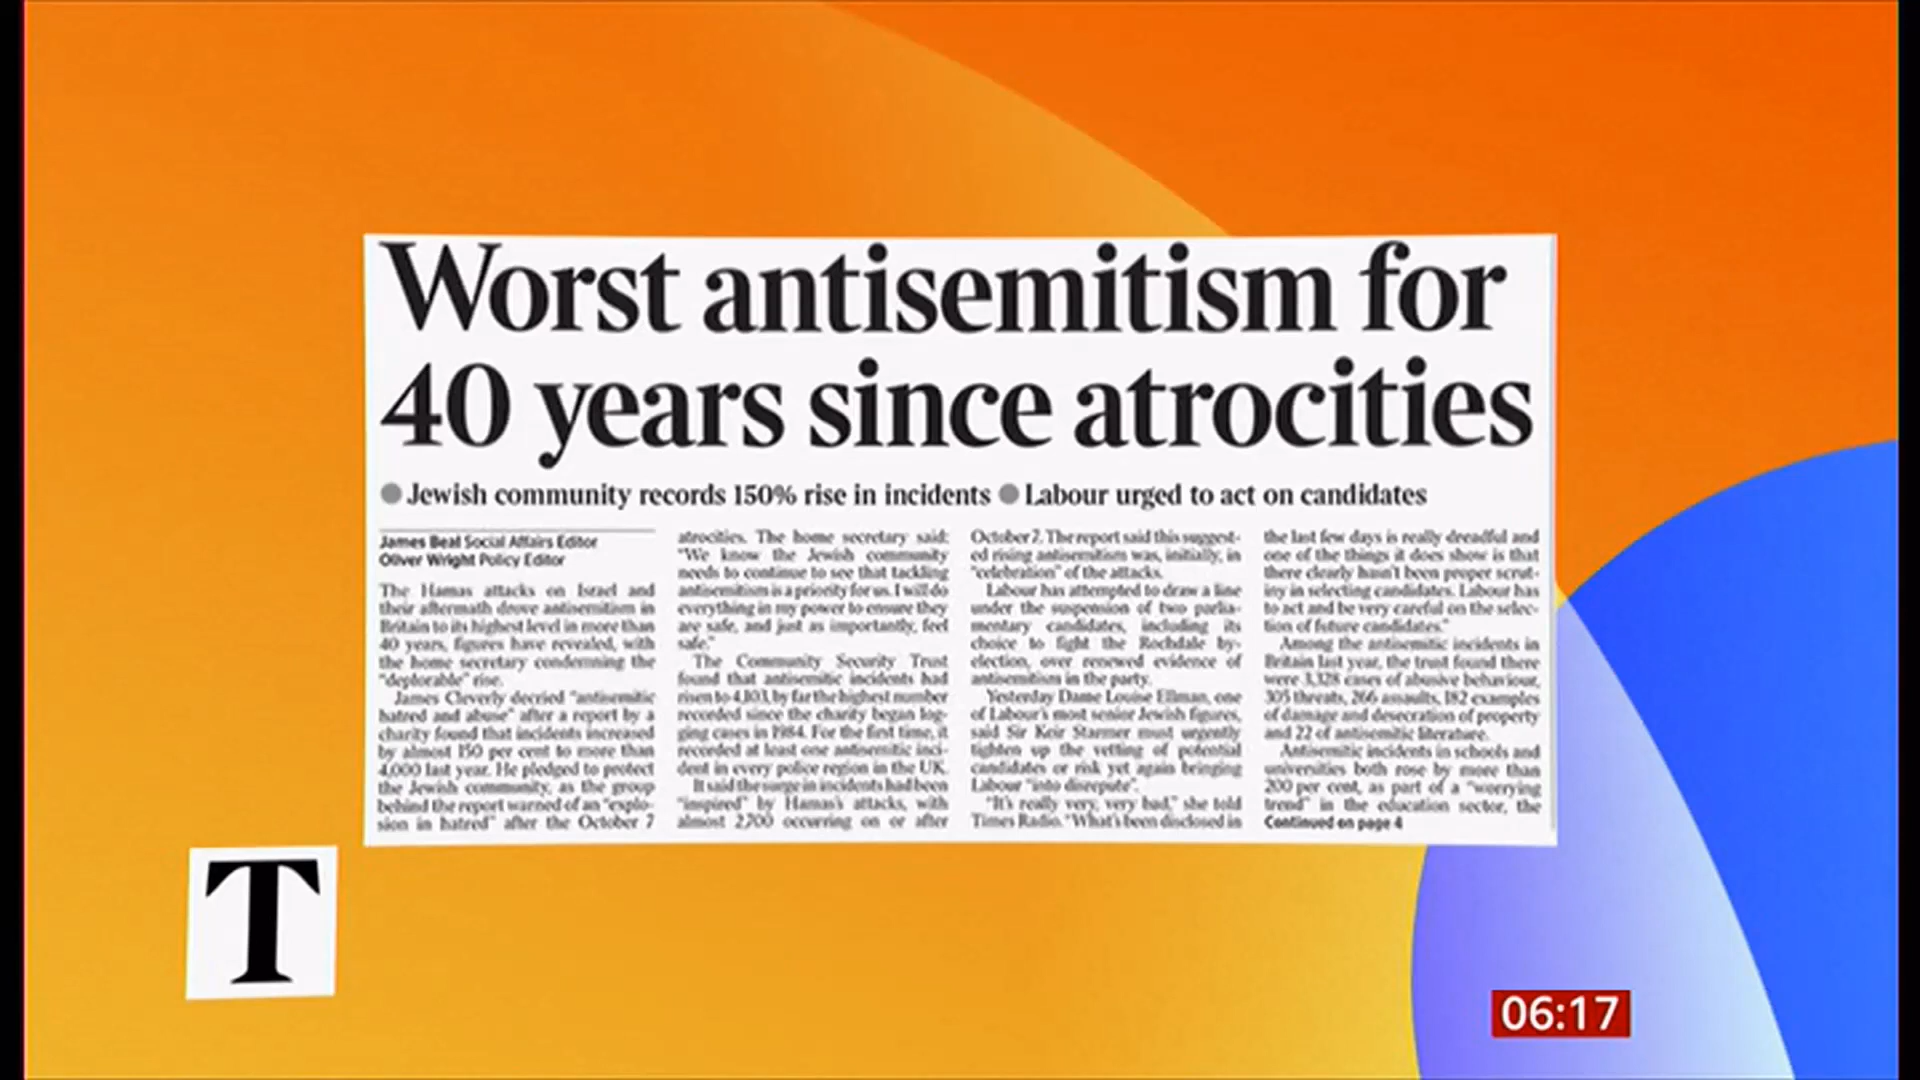 Worst antisemitism for
40 years since atrocities
Jewish community records 150% rise in incidents Labour urged to act on candidates
James Beal Social Affairs Editor
Oliver Wright Policy Editor
The Hamas attacks on Israel and
their aftermath drove antisemitism in
Britain to its highest level in more than
40 years, figures have revealed, with
the home secretary condemning the
"deplorable" rise.
James Cleverly decried "antisemitic
hatred and abuse" after a report by a
charity found that incidents increased
by almost 150 per cent to more than
4,000 last year. He pledged to protect
the Jewish community, as the group
behind the report warned of an "explo-
sion in hatred" after the October 7
atrocities. The home secretary said:
"We know the Jewish community
needs to continue to see that tackling
antisemitism is a priority for us. I will do
everything in my power to ensure they
are safe, and just as importantly, feel
safe."
The Community Security Trust
found that antisemitic incidents had
risen to 4,103, by far the highest number
recorded since the charity began log-
ging cases in 1984. For the first time, it
recorded at least one antisemitic inci-
dent in every police region in the UK.
It said the surge in incidents had been
"inspired" by Hamas's attacks, with
almost 2,700 occurring on or after
October 7. The report said this suggest-
ed rising antisemitism was, initially, in
"celebration" of the attacks.
Labour has attempted to draw a line
under the suspension of two parlia-
mentary candidates, including its
choice to fight the Rochdale by-
election, over renewed evidence of
antisemitism in the party.
Yesterday Dame Louise Ellman, one
of Labour's most senior Jewish figures,
said Sir Keir Starmer must urgently
tighten up the vetting of potential
candidates or risk yet again bringing
Labour "into disrepute".
"It's really very, very bad," she told
Times Radio. "What's been disclosed in
the last few days is really dreadful and
one of the things it does show is that
there clearly hasn't been proper scrut-
iny in selecting candidates. Labour has
to act and be very careful on the selec-
tion of future candidates."
Among the antisemitic incidents in
Britain last year, the trust found there
were 3,328 cases of abusive behaviour,
305 threats, 266 assaults, 182 examples
of damage and desecration of property
and 22 of antisemitic literature.
Antisemitic incidents in schools and
universities both rose by more than
200 per cent, as part of a "worrying
trend" in the education sector, the
Continued on page 4
T
06:17